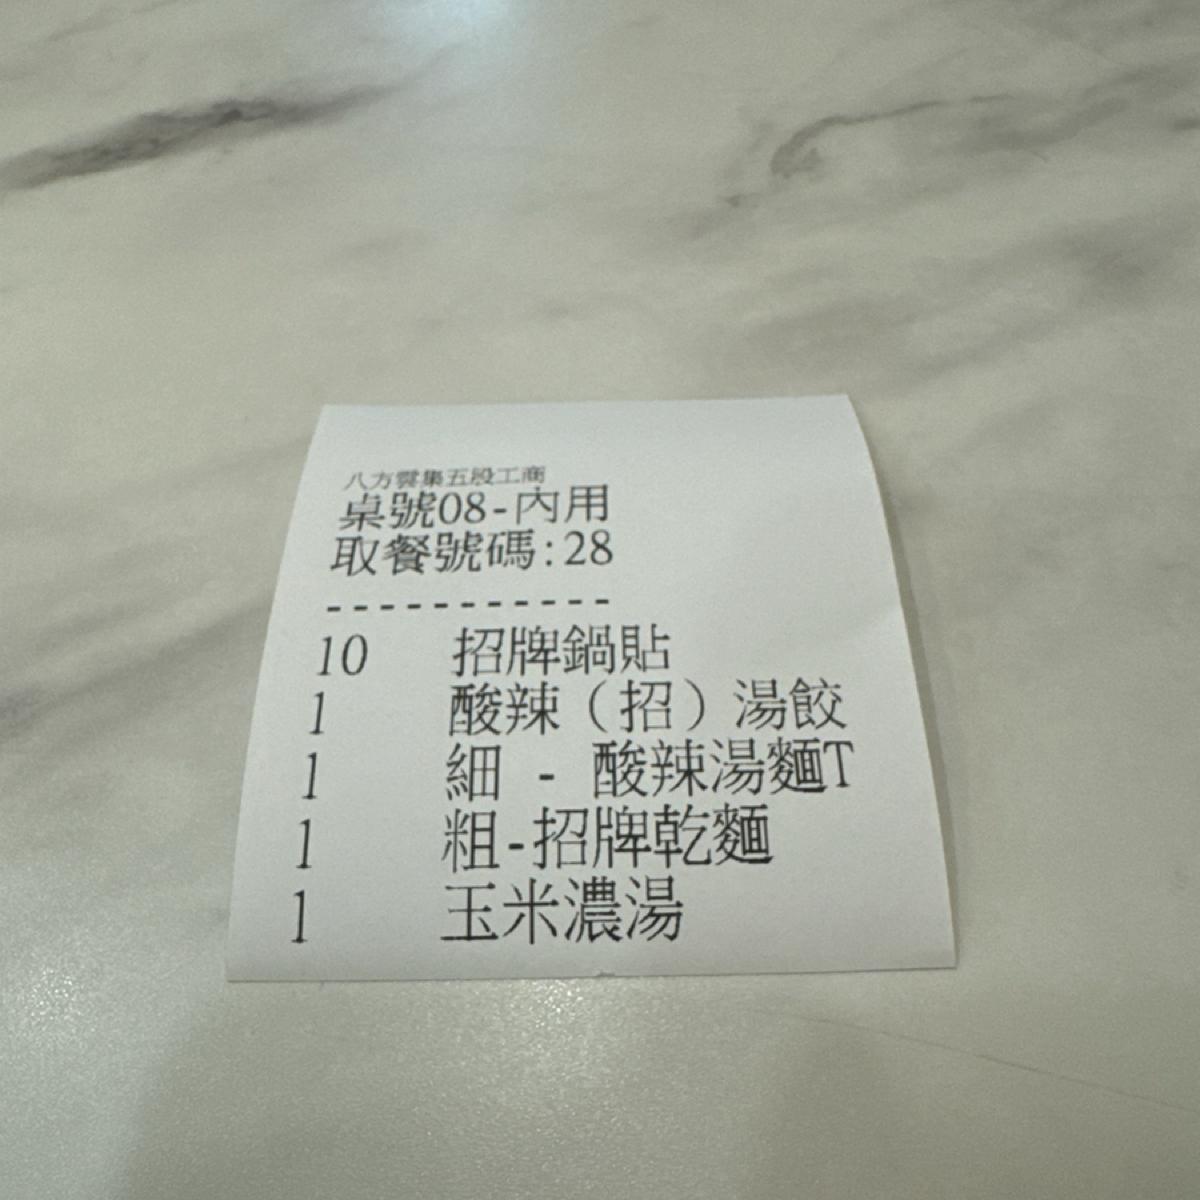 八方雲集五股工商
桌號08-內用
取餐號碼:28
-----------
10 招牌鍋貼
1 酸辣（招）湯餃
1 細 - 酸辣湯麵T
1 粗-招牌乾麵
1 玉米濃湯